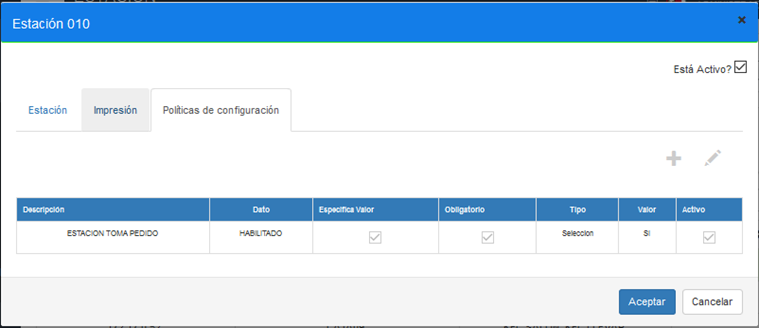 Estación 010
×
Está Activo?
Estación Impresión Políticas de configuración
Descripción Dato Especifica Valor Obligatorio Tipo Valor Activo
ESTACION TOMA PEDIDO HABILITADO Seleccion SI
Aceptar Cancelar